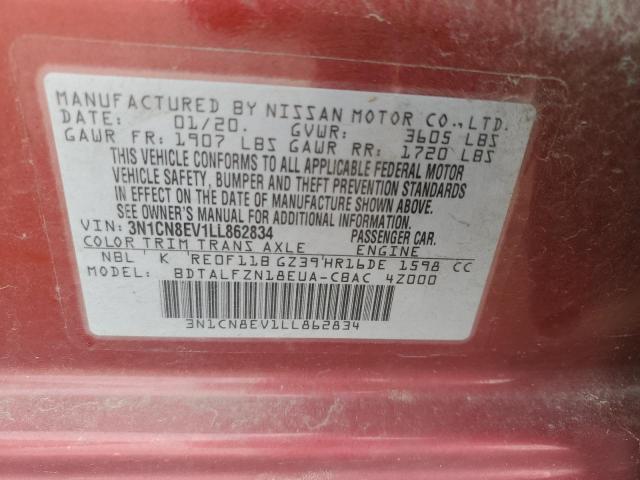 MANUFACTURED BY NISSAN MOTOR CO., LTD.
DATE: 01/20. GVWR: 3605 LBS
GAWR FR: 1907 LBS GAWR RR: 1720 LBS
THIS VEHICLE CONFORMS TO ALL APPLICABLE FEDERAL MOTOR
VEHICLE SAFETY, BUMPER AND THEFT PREVENTION STANDARDS
IN EFFECT ON THE DATE OF MANUFACTURE SHOWN ABOVE.
SEE OWNER'S MANUAL FOR ADDITIONAL INFORMATION.
VIN: 3N1CN8EV1LL862834 PASSENGER CAR.
COLOR TRIM TRANS AXLE ENGINE
NBL K RE0F11B GZ39 HR16DE 1598 CC
MODEL: BDTALFZN18EUA-CBAC 4Z000
3N1CN8EV1LL862834